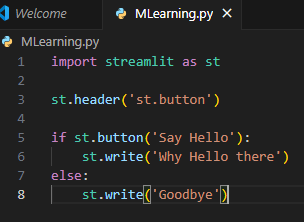 Welcome MLearning.py ×
MLearning.py
1 import streamlit as st
2
3 st.header('st.button')
4
5 if st.button('Say Hello'):
6     st.write('Why Hello there')
7 else:
8     st.write('Goodbye')